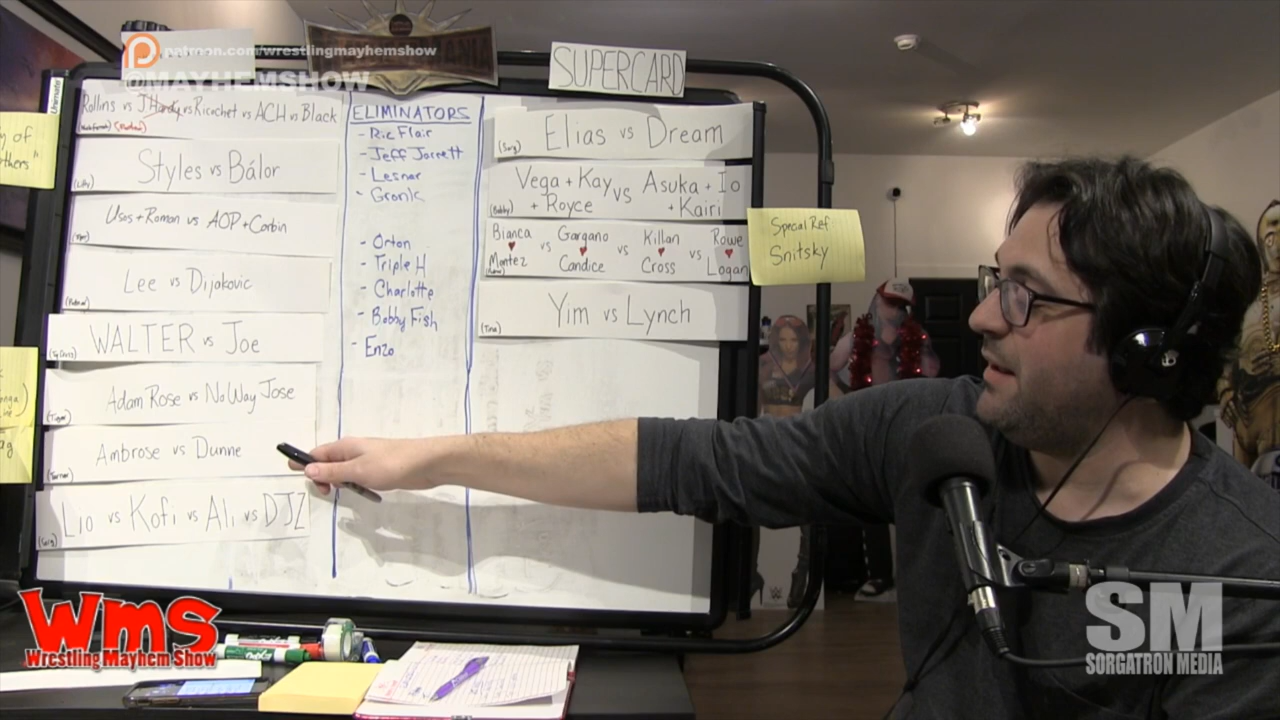 patreon.com/wrestlingmayhemshow
@MAYHEMSHOW
SUPERCARD
Rollins vs J Hardy vs Ricochet vs ACH vs Black
Styles vs Bálor
Usos + Roman vs AOP + Corbin
Lee vs Dijakovic
WALTER vs Joe
Adam Rose vs No Way Jose
Ambrose vs Dunne
Lio vs Kofi vs Ali vs DJZ
ELIMINATORS
- Ric Flair
- Jeff Jarrett
- Lesnar
- Gronk
- Orton
- Triple H
- Charlotte
- Bobby Fish
- Enzo
(Sorg)
Elias vs Dream
(Bobby)
Vega + Kay + Royce vs Asuka + Io + Kairi
Bianca ♥ Montez vs Gargano ♥ Candice vs Killan ♥ Cross vs Rowe ♥ Logan
(Tina)
Yim vs Lynch
Special Ref
Snitsky
y of
thers"
ag
WMS
Wrestling Mayhem Show
SM
SORGATRON MEDIA